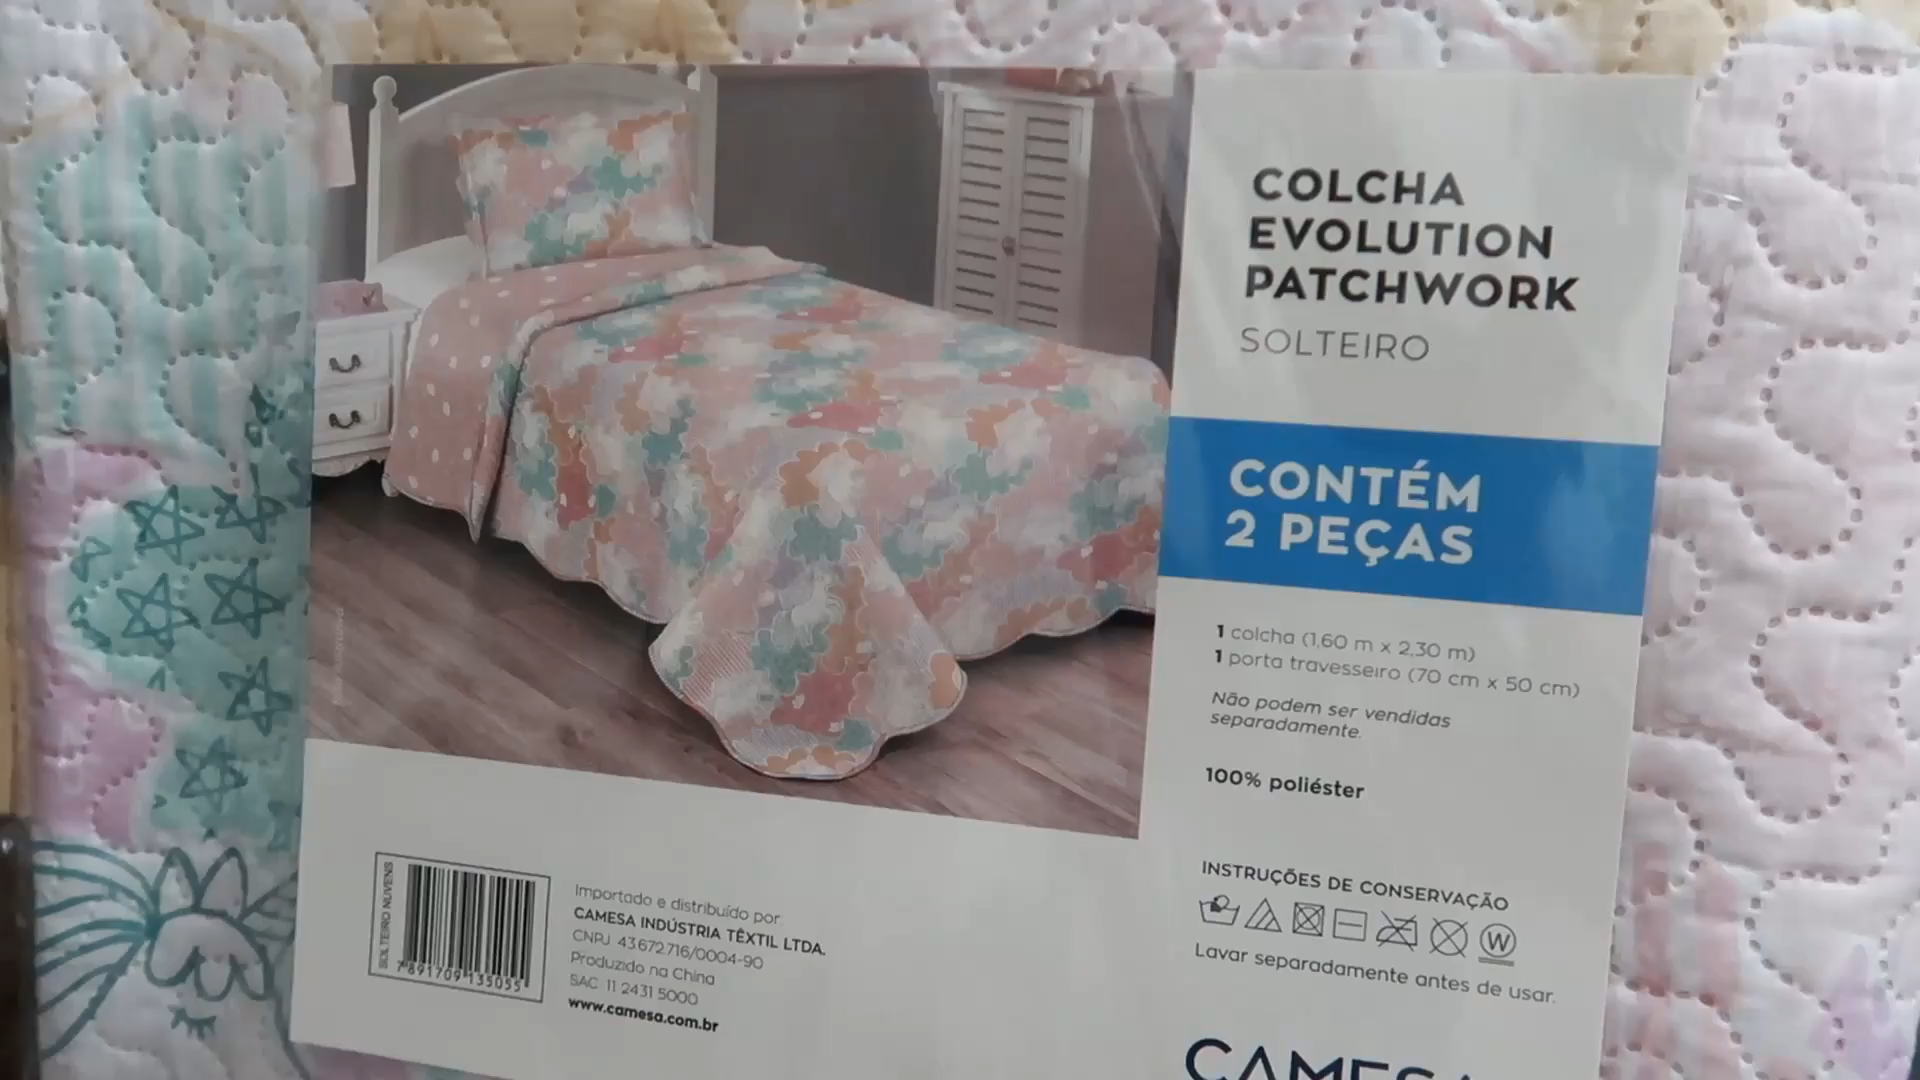 COLCHA
EVOLUTION
PATCHWORK
SOLTEIRO
CONTÉM
2 PEÇAS
1 colcha (1,60 m x 2,30 m)
1 porta travesseiro (70 cm x 50 cm)
Não podem ser vendidas
separadamente.
100% poliéster
INSTRUÇÕES DE CONSERVAÇÃO
W
Lavar separadamente antes de usar.
SOLTEIRO NUVENS
7891709135055
Importado e distribuído por:
CAMESA INDÚSTRIA TÊXTIL LTDA.
CNPJ 43.672.716/0004-90
Produzido na China
SAC 11 2431 5000
www.camesa.com.br
CAMESA